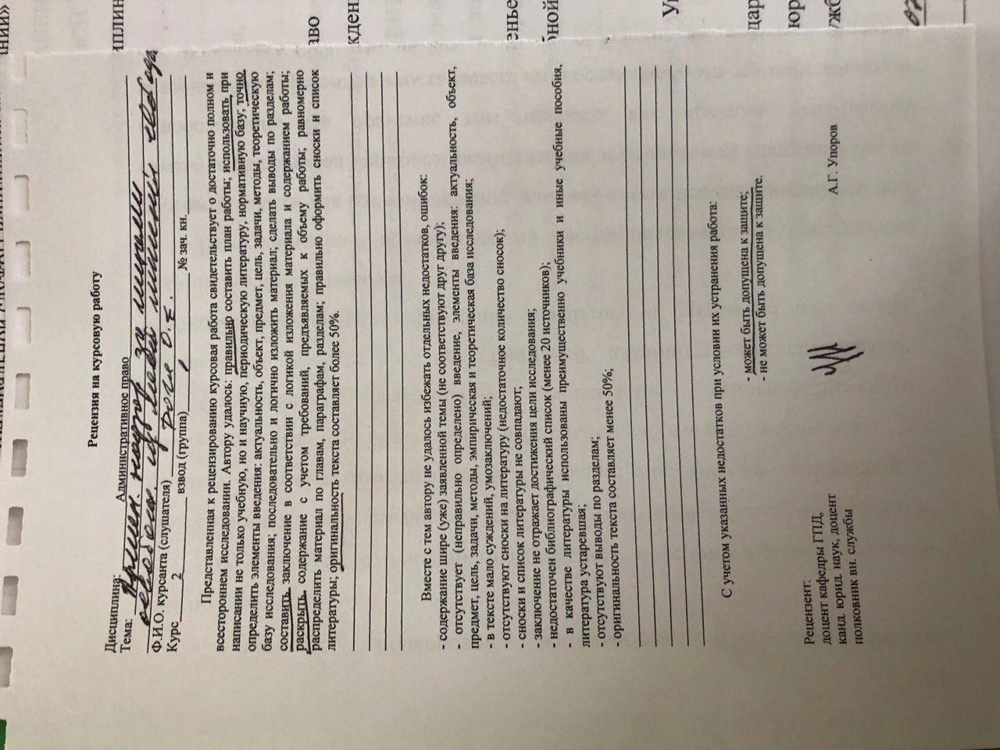 Рецензия на курсовую работу
Дисциплина: Административное право
Тема: надзор за лицами
освобож. из мест лишения свободы
Ф.И.О. курсанта (слушателя) О.Е.
Курс 2 взвод (группа) № зач. кн.
Представленная к рецензированию курсовая работа свидетельствует о достаточно полном и
всестороннем исследовании. Автору удалось: правильно составить план работы; использовать при
написании не только учебную, но и научную, периодическую литературу, нормативную базу; точно
определить элементы введения: актуальность, объект, предмет, цель, задачи, методы, теоретическую
базу исследования; последовательно и логично изложить материал; сделать выводы по разделам;
составить заключение в соответствии с логикой изложения материала и содержанием работы;
раскрыть содержание с учетом требований, предъявляемых к объему работы; равномерно
распределить материал по главам, параграфам, разделам; правильно оформить сноски и список
литературы; оригинальность текста составляет более 50%.
Вместе с тем автору не удалось избежать отдельных недостатков, ошибок:
- содержание шире (уже) заявленной темы (не соответствуют друг другу);
- отсутствует (неправильно определено) введение, элементы введения: актуальность, объект,
предмет, цель, задачи, методы, эмпирическая и теоретическая база исследования;
- в тексте мало суждений, умозаключений;
- отсутствуют сноски на литературу (недостаточное количество сносок);
- сноски и список литературы не совпадают;
- заключение не отражает достижения цели исследования;
- недостаточен библиографический список (менее 20 источников);
- в качестве литературы использованы преимущественно учебники и иные учебные пособия,
литература устаревшая;
- отсутствуют выводы по разделам;
- оригинальность текста составляет менее 50%;
С учетом указанных недостатков при условии их устранения работа:
- может быть допущена к защите;
- не может быть допущена к защите.
Рецензент:
доцент кафедры ГПД,
канд. юрид. наук, доцент
полковник вн. службы А.Г. Упоров